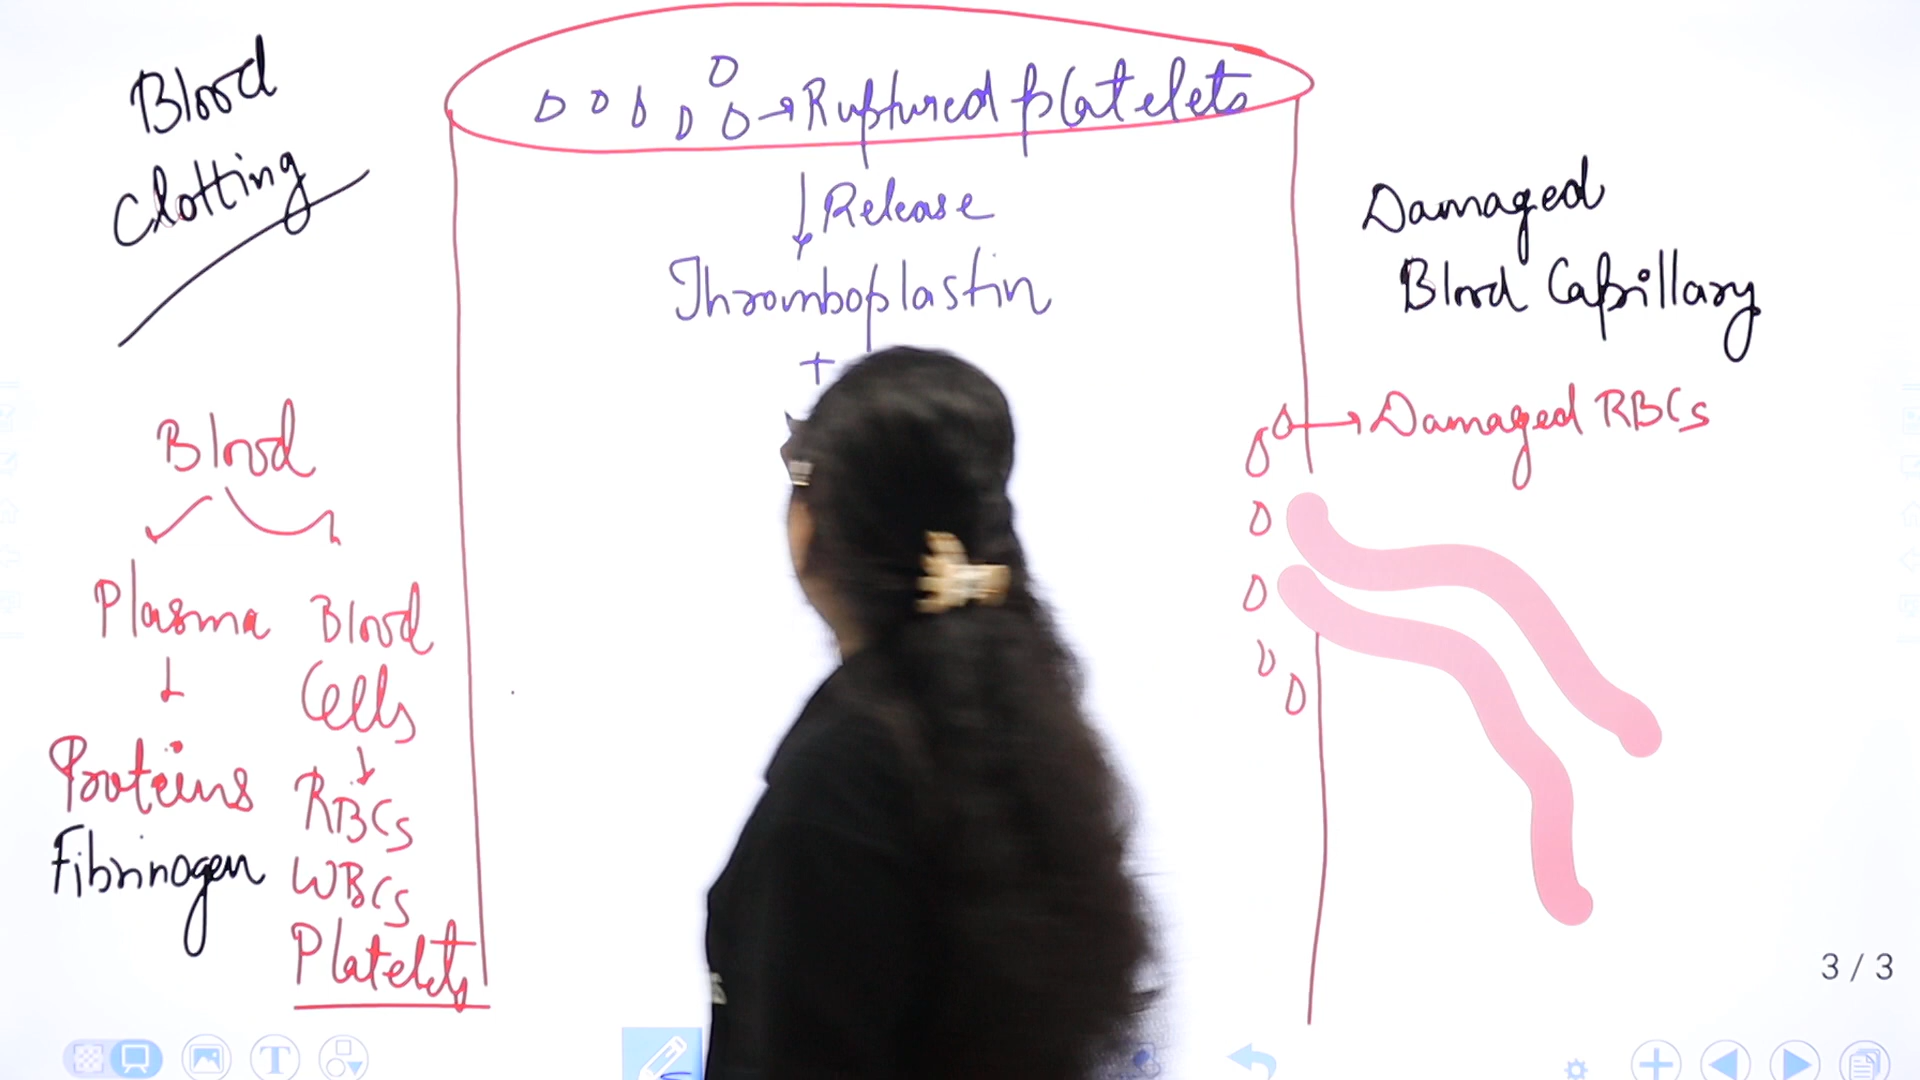 Blood
Clotting
Ruptured platelets
Release
Thromboplastin
+
Damaged
Blood Capillary
Damaged RBCs
Blood
Plasma
Blood
Cells
Proteins
RBCs
Fibrinogen
WBCs
Platelets
3 / 3
T